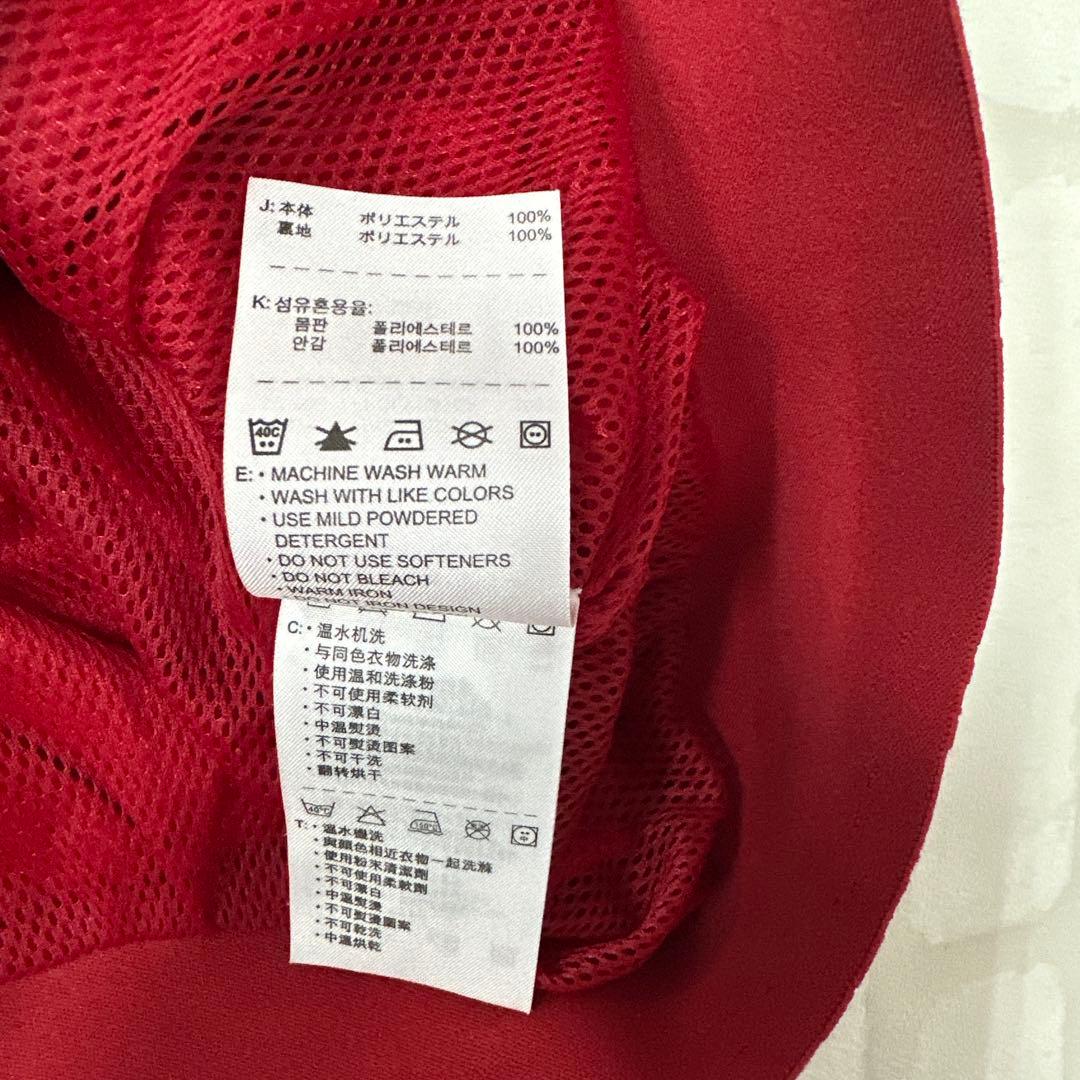 J: 本体 ポリエステル 100%
裏地 ポリエステル 100%
K: 섬유혼용율:
몸판 폴리에스테르 100%
안감 폴리에스테르 100%
40C
E: • MACHINE WASH WARM
• WASH WITH LIKE COLORS
• USE MILD POWDERED
DETERGENT
• DO NOT USE SOFTENERS
• DO NOT BLEACH
• WARM IRON
• DO NOT IRON DESIGN
C: • 温水机洗
• 与同色衣物洗涤
• 使用温和洗涤粉
• 不可使用柔软剂
• 不可漂白
• 中温熨烫
• 不可熨烫图案
• 不可干洗
• 翻转烘干
40°C 150°C
T: • 溫水機洗
• 與顏色相近衣物一起洗滌
• 使用粉末清潔劑
• 不可使用柔軟劑
• 不可漂白
• 中溫熨燙
• 不可熨燙圖案
• 不可乾洗
• 中溫烘乾